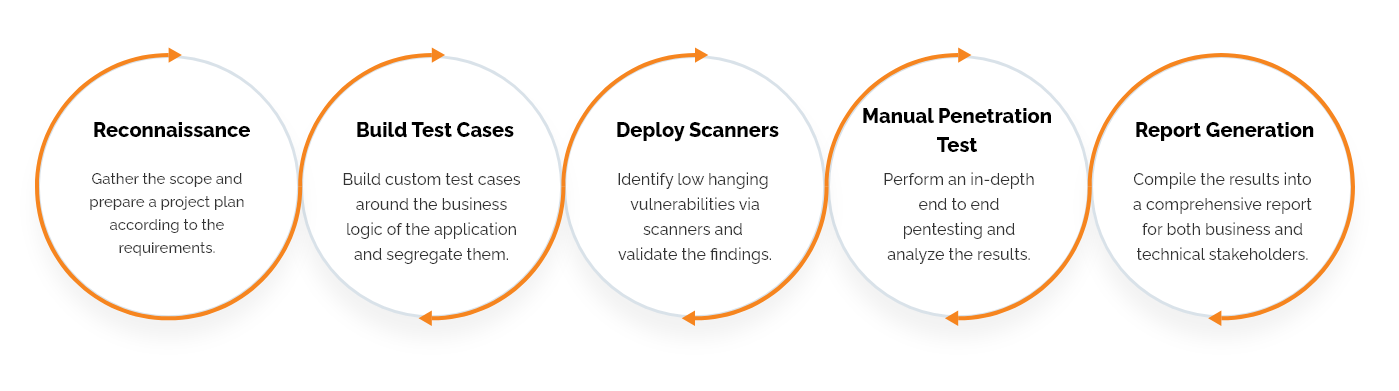 Reconnaissance
Gather the scope and
prepare a project plan
according to the
requirements.
Build Test Cases
Build custom test cases
around the business
logic of the application
and segregate them.
Deploy Scanners
Identify low hanging
vulnerabilities via
scanners and
validate the findings.
Manual Penetration
Test
Perform an in-depth
end to end
pentesting and
analyze the results.
Report Generation
Compile the results into
a comprehensive report
for both business and
technical stakeholders.